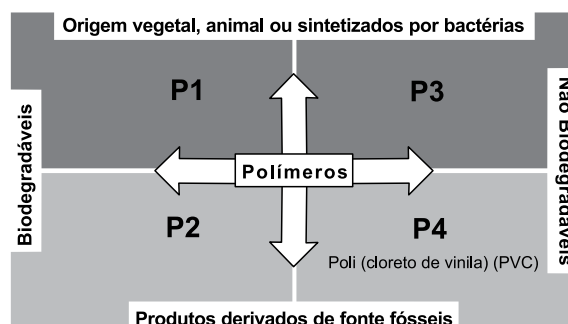 Origem vegetal, animal ou sintetizados por bactérias
P1
P3
Biodegradáveis
Polímeros
Não Biodegradáveis
P2
P4
Poli (cloreto de vinila) (PVC)
Produtos derivados de fonte fósseis